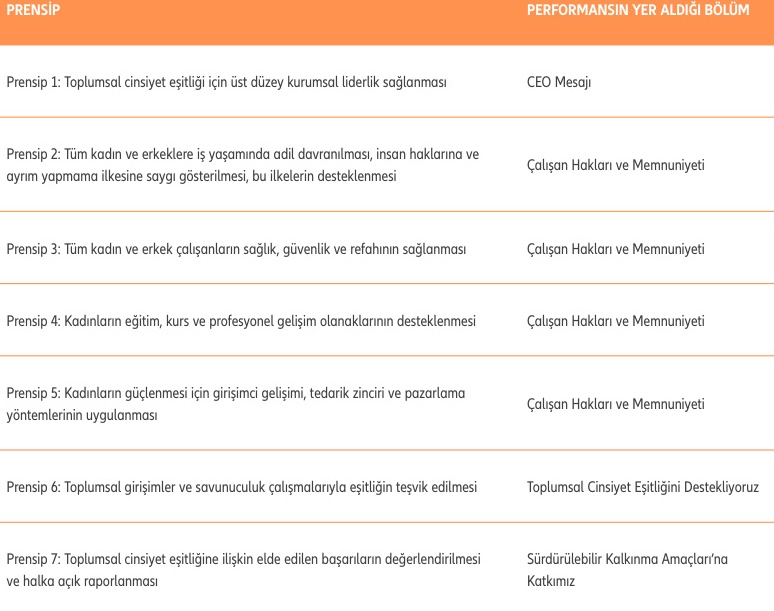 PRENSİP PERFORMANSIN YER ALDIĞI BÖLÜM
Prensip 1: Toplumsal cinsiyet eşitliği için üst düzey kurumsal liderlik sağlanması CEO Mesajı
Prensip 2: Tüm kadın ve erkeklere iş yaşamında adil davranılması, insan haklarına ve
ayrım yapmama ilkesine saygı gösterilmesi, bu ilkelerin desteklenmesi
Çalışan Hakları ve Memnuniyeti
Prensip 3: Tüm kadın ve erkek çalışanların sağlık, güvenlik ve refahının sağlanması Çalışan Hakları ve Memnuniyeti
Prensip 4: Kadınların eğitim, kurs ve profesyonel gelişim olanaklarının desteklenmesi Çalışan Hakları ve Memnuniyeti
Prensip 5: Kadınların güçlenmesi için girişimci gelişimi, tedarik zinciri ve pazarlama
yöntemlerinin uygulanması
Çalışan Hakları ve Memnuniyeti
Prensip 6: Toplumsal girişimler ve savunuculuk çalışmalarıyla eşitliğin teşvik edilmesi Toplumsal Cinsiyet Eşitliğini Destekliyoruz
Prensip 7: Toplumsal cinsiyet eşitliğine ilişkin elde edilen başarıların değerlendirilmesi
ve halka açık raporlanması
Sürdürülebilir Kalkınma Amaçları’na
Katkımız